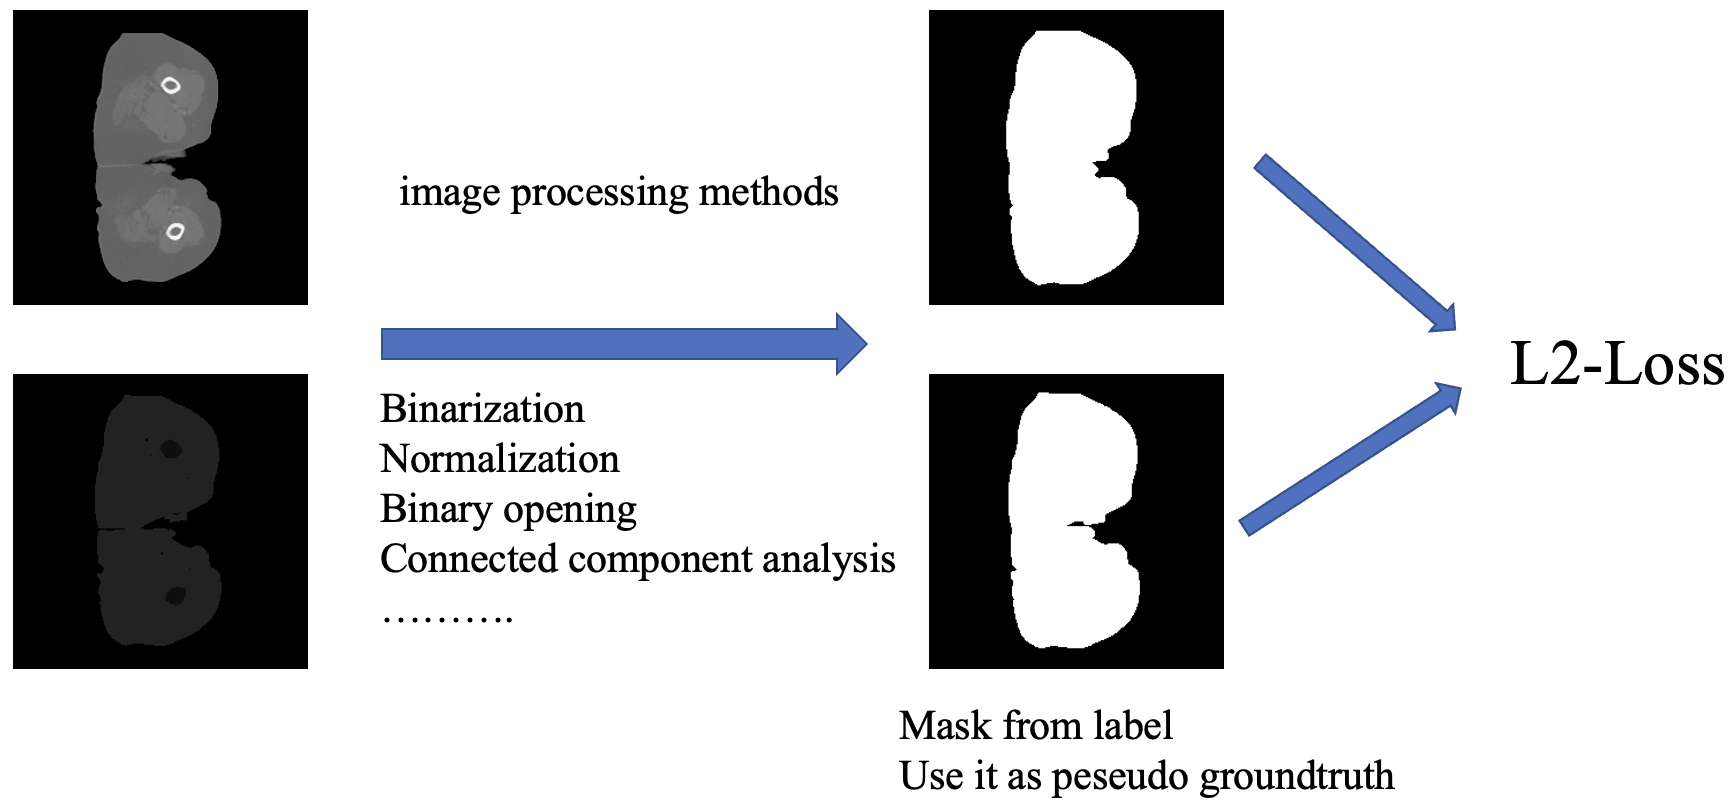 image processing methods
Binarization
Normalization
Binary opening
Connected component analysis
……….
L2-Loss
Mask from label
Use it as peseudo groundtruth